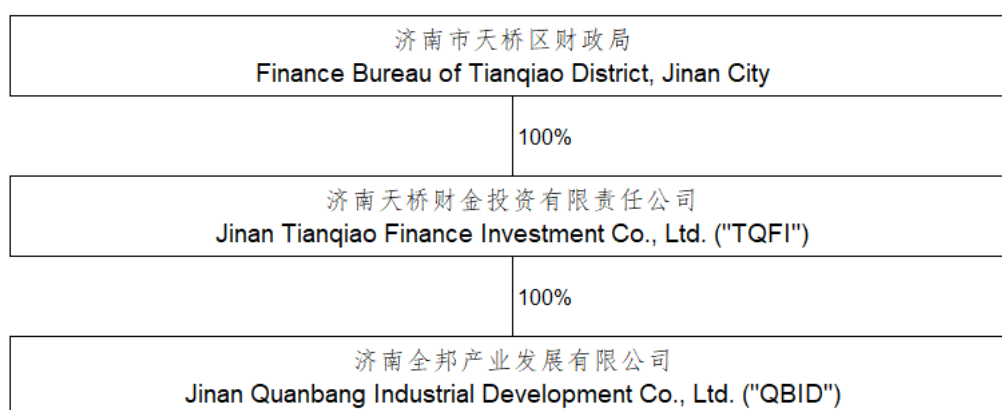 济南市天桥区财政局
Finance Bureau of Tianqiao District, Jinan City
100%
济南天桥财金投资有限责任公司
Jinan Tianqiao Finance Investment Co., Ltd. ("TQFI")
100%
济南全邦产业发展有限公司
Jinan Quanbang Industrial Development Co., Ltd. ("QBID")